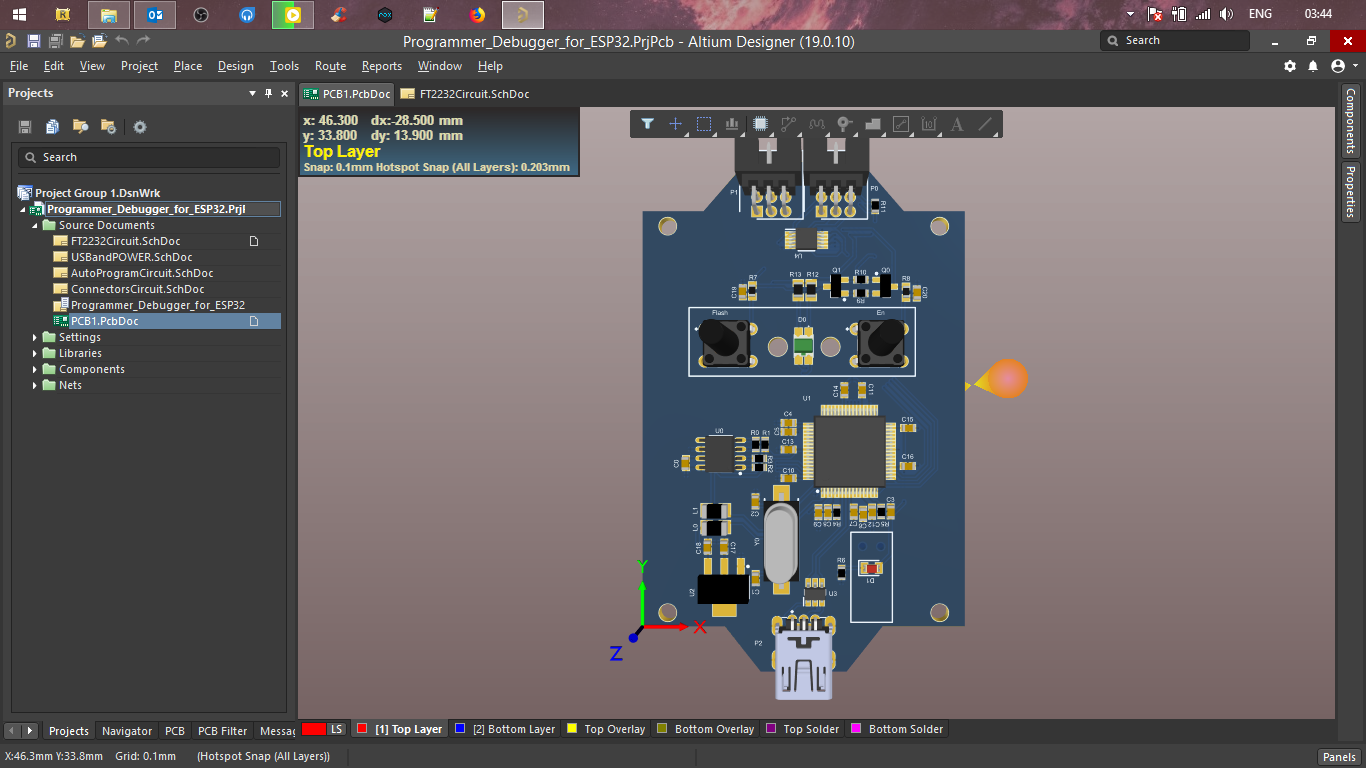 ENG
03:44
Programmer_Debugger_for_ESP32.PrjPcb - Altium Designer (19.0.10)
Search
File Edit View Project Place Design Tools Route Reports Window Help
Projects
PCB1.PcbDoc
FT2232Circuit.SchDoc
x: 46.300 dx:-28.500 mm
y: 33.800 dy: 13.900 mm
Top Layer
Snap: 0.1mm Hotspot Snap (All Layers): 0.203mm
Search
Project Group 1.DsnWrk
Programmer_Debugger_for_ESP32.PrjI
Source Documents
FT2232Circuit.SchDoc
USBandPOWER.SchDoc
AutoProgramCircuit.SchDoc
ConnectorsCircuit.SchDoc
Programmer_Debugger_for_ESP32
PCB1.PcbDoc
Settings
Libraries
Components
Nets
Components
Properties
P1
P0
R11
U4
R7
C19
R13 R12
Q1
R10
Q0
R9
R8
C20
Flash
D0
En
C14
C11
U1
C4
C5
C13
C10
C15
C16
U0
R0 R1
R3
R2
C0
L1
L0
C2
Y0
C9 C8 R4
C7
C6
C12
R5
C3
C18
C17
C1
U2
R6
D1
U3
P2
Y
X
Z
Projects Navigator PCB PCB Filter Messag
LS
[1] Top Layer
[2] Bottom Layer
Top Overlay
Bottom Overlay
Top Solder
Bottom Solder
X:46.3mm Y:33.8mm Grid: 0.1mm (Hotspot Snap (All Layers))
Panels